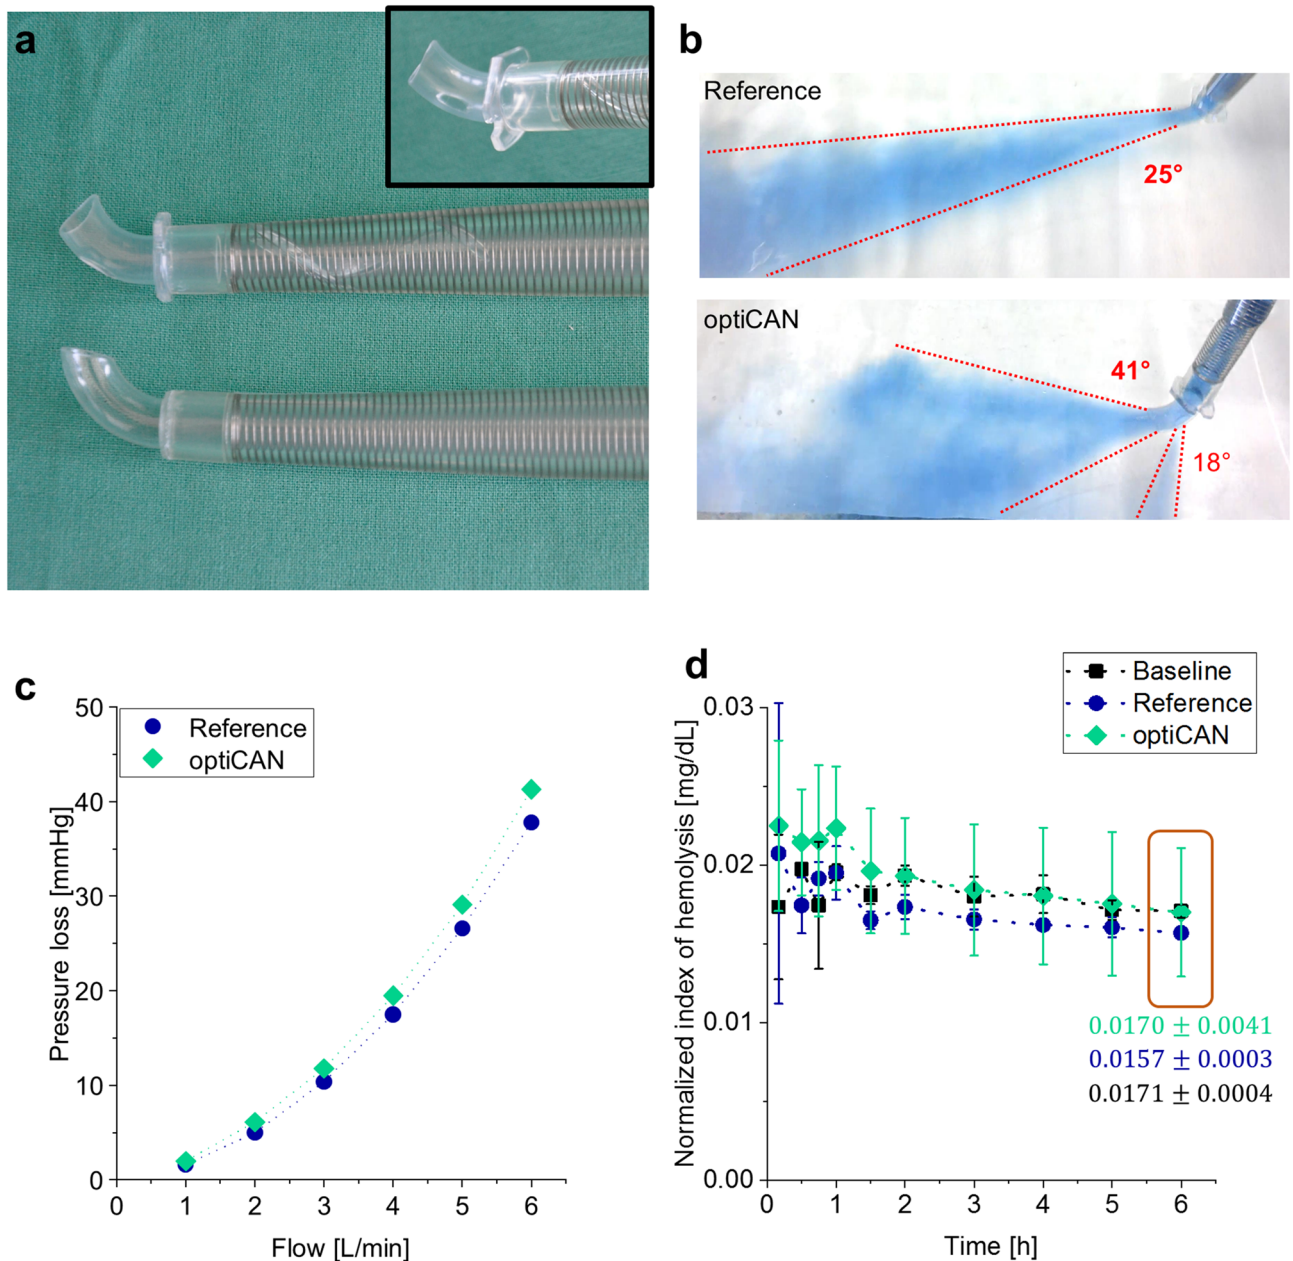 a
b
Reference
25°
optiCAN
41°
18°
c
50
40
30
20
10
0
Pressure loss [mmHg]
Reference
optiCAN
0 1 2 3 4 5 6
Flow [L/min]
d
Baseline
Reference
optiCAN
0.03
0.02
0.01
0.00
Normalized index of hemolysis [mg/dL]
0.0170 ± 0.0041
0.0157 ± 0.0003
0.0171 ± 0.0004
0 1 2 3 4 5 6
Time [h]